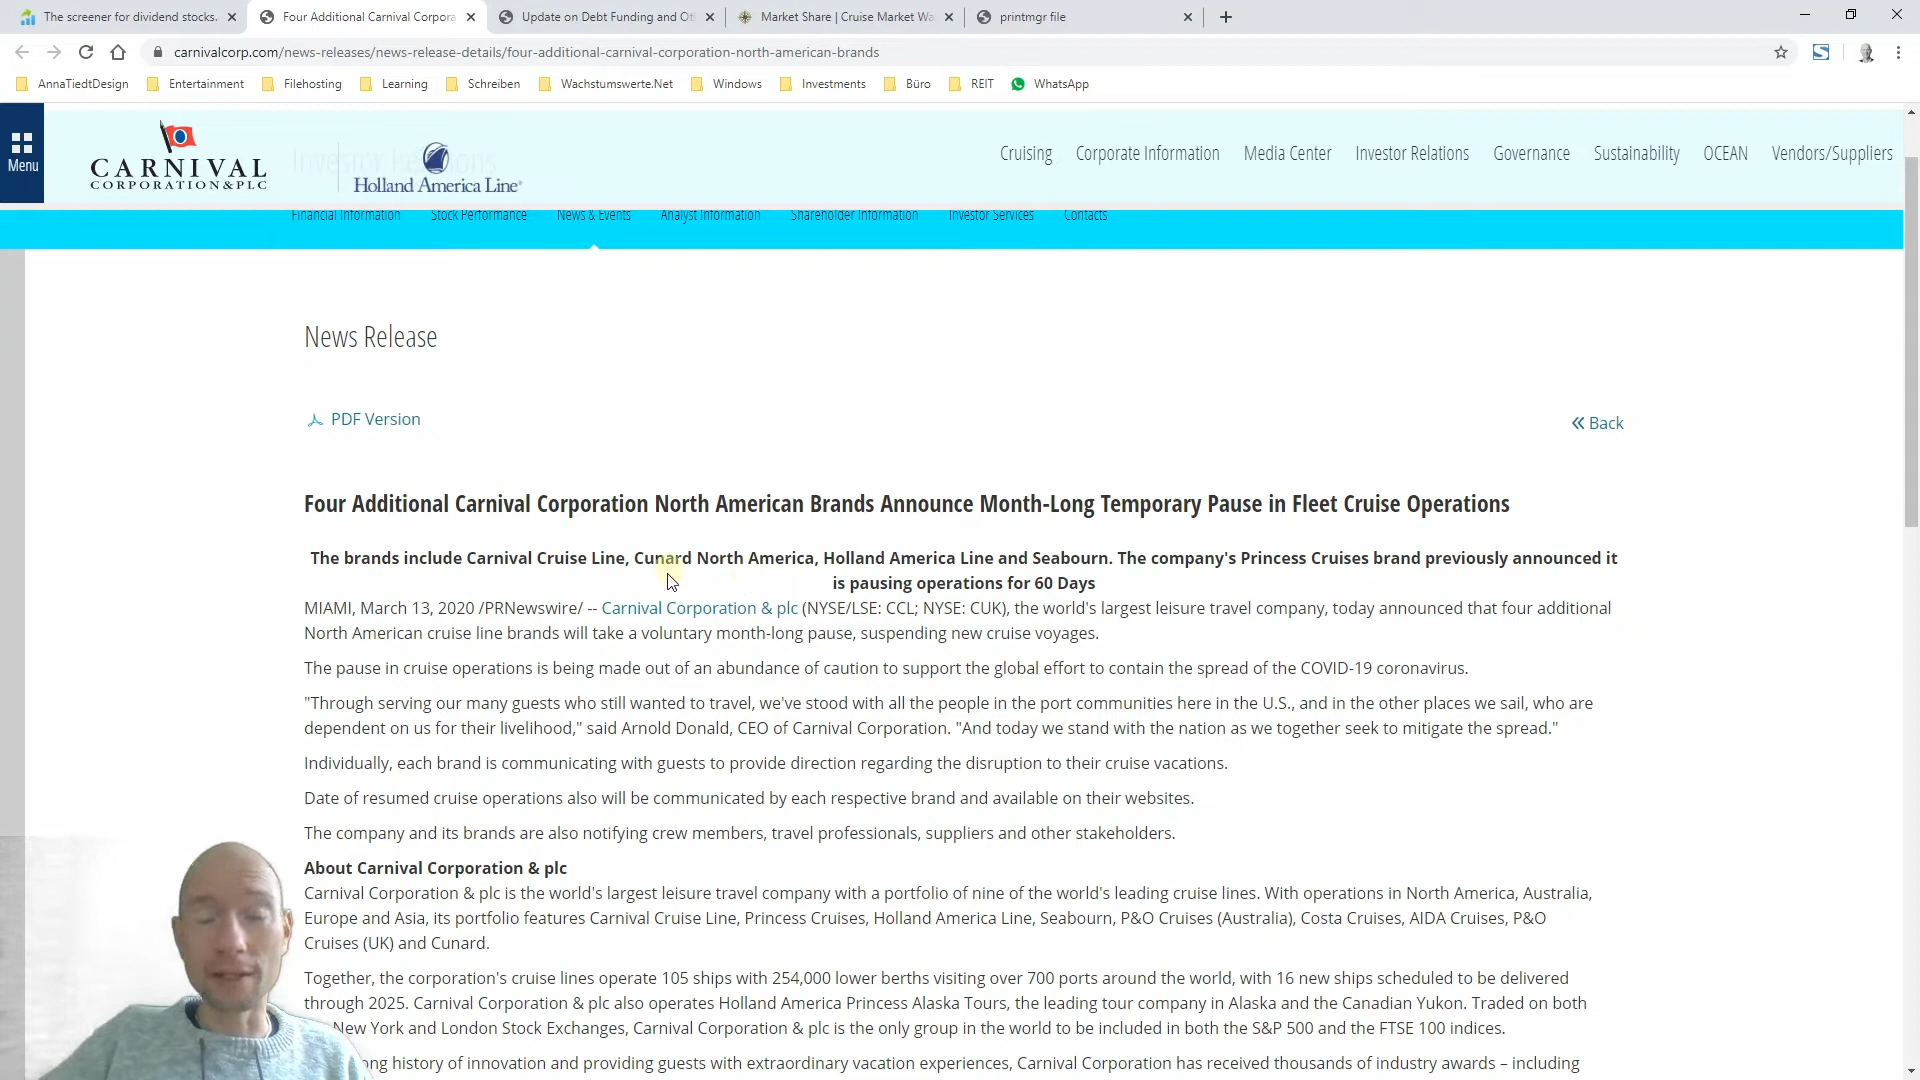 The screener for dividend stocks.
Four Additional Carnival Corpora
Update on Debt Funding and Ot
Market Share | Cruise Market Wa
printmgr file
carnivalcorp.com/news-releases/news-release-details/four-additional-carnival-corporation-north-american-brands
AnnaTiedtDesign Entertainment Filehosting Learning Schreiben Wachstumswerte.Net Windows Investments Büro REIT WhatsApp
Menu
CARNIVAL
CORPORATION&PLC
Investor Relations
Holland America Line
Cruising Corporate Information Media Center Investor Relations Governance Sustainability OCEAN Vendors/Suppliers
Financial Information Stock Performance News & Events Analyst Information Shareholder Information Investor Services Contacts
News Release
PDF Version
Back
Four Additional Carnival Corporation North American Brands Announce Month-Long Temporary Pause in Fleet Cruise Operations
The brands include Carnival Cruise Line, Cunard North America, Holland America Line and Seabourn. The company's Princess Cruises brand previously announced it
is pausing operations for 60 Days
MIAMI, March 13, 2020 /PRNewswire/ -- Carnival Corporation & plc (NYSE/LSE: CCL; NYSE: CUK), the world's largest leisure travel company, today announced that four additional
North American cruise line brands will take a voluntary month-long pause, suspending new cruise voyages.
The pause in cruise operations is being made out of an abundance of caution to support the global effort to contain the spread of the COVID-19 coronavirus.
"Through serving our many guests who still wanted to travel, we've stood with all the people in the port communities here in the U.S., and in the other places we sail, who are
dependent on us for their livelihood," said Arnold Donald, CEO of Carnival Corporation. "And today we stand with the nation as we together seek to mitigate the spread."
Individually, each brand is communicating with guests to provide direction regarding the disruption to their cruise vacations.
Date of resumed cruise operations also will be communicated by each respective brand and available on their websites.
The company and its brands are also notifying crew members, travel professionals, suppliers and other stakeholders.
About Carnival Corporation & plc
Carnival Corporation & plc is the world's largest leisure travel company with a portfolio of nine of the world's leading cruise lines. With operations in North America, Australia,
Europe and Asia, its portfolio features Carnival Cruise Line, Princess Cruises, Holland America Line, Seabourn, P&O Cruises (Australia), Costa Cruises, AIDA Cruises, P&O
Cruises (UK) and Cunard.
Together, the corporation's cruise lines operate 105 ships with 254,000 lower berths visiting over 700 ports around the world, with 16 new ships scheduled to be delivered
through 2025. Carnival Corporation & plc also operates Holland America Princess Alaska Tours, the leading tour company in Alaska and the Canadian Yukon. Traded on both
New York and London Stock Exchanges, Carnival Corporation & plc is the only group in the world to be included in both the S&P 500 and the FTSE 100 indices.
ong history of innovation and providing guests with extraordinary vacation experiences, Carnival Corporation has received thousands of industry awards – including